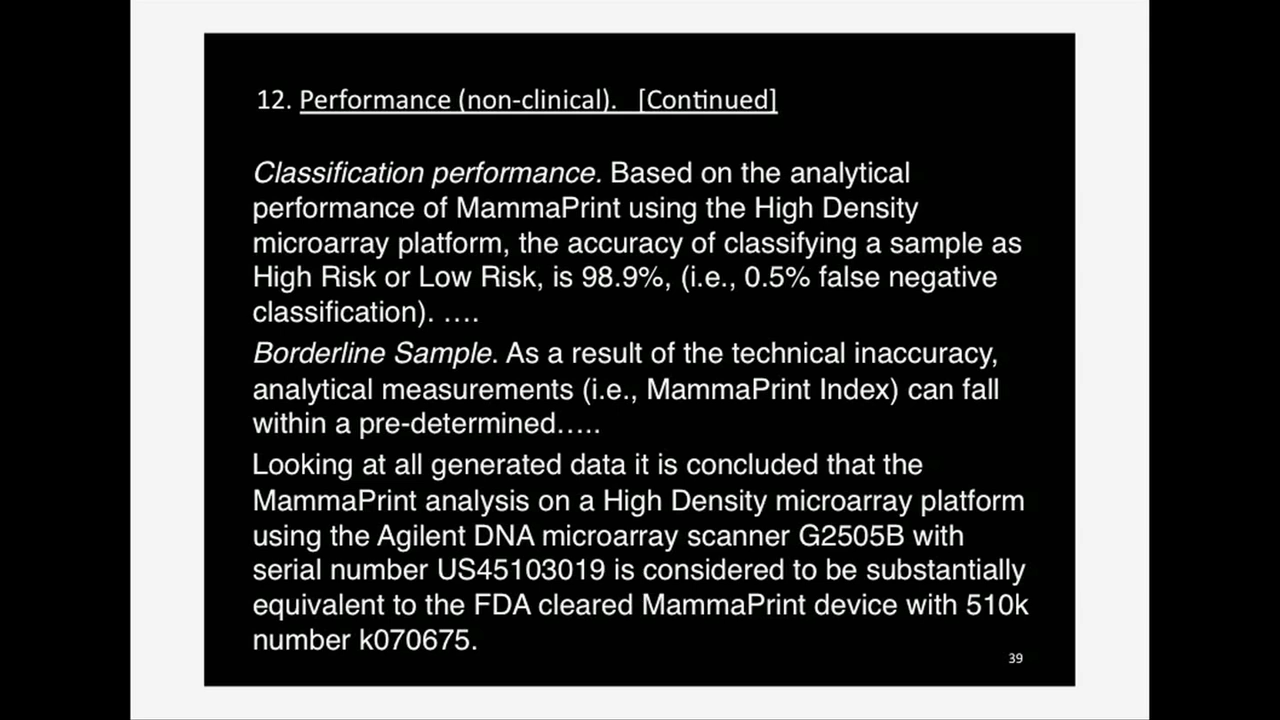 12. Performance (non-clinical). [Continued]
Classification performance. Based on the analytical
performance of MammaPrint using the High Density
microarray platform, the accuracy of classifying a sample as
High Risk or Low Risk, is 98.9%, (i.e., 0.5% false negative
classification). ….
Borderline Sample. As a result of the technical inaccuracy,
analytical measurements (i.e., MammaPrint Index) can fall
within a pre-determined…..
Looking at all generated data it is concluded that the
MammaPrint analysis on a High Density microarray platform
using the Agilent DNA microarray scanner G2505B with
serial number US45103019 is considered to be substantially
equivalent to the FDA cleared MammaPrint device with 510k
number k070675.
39